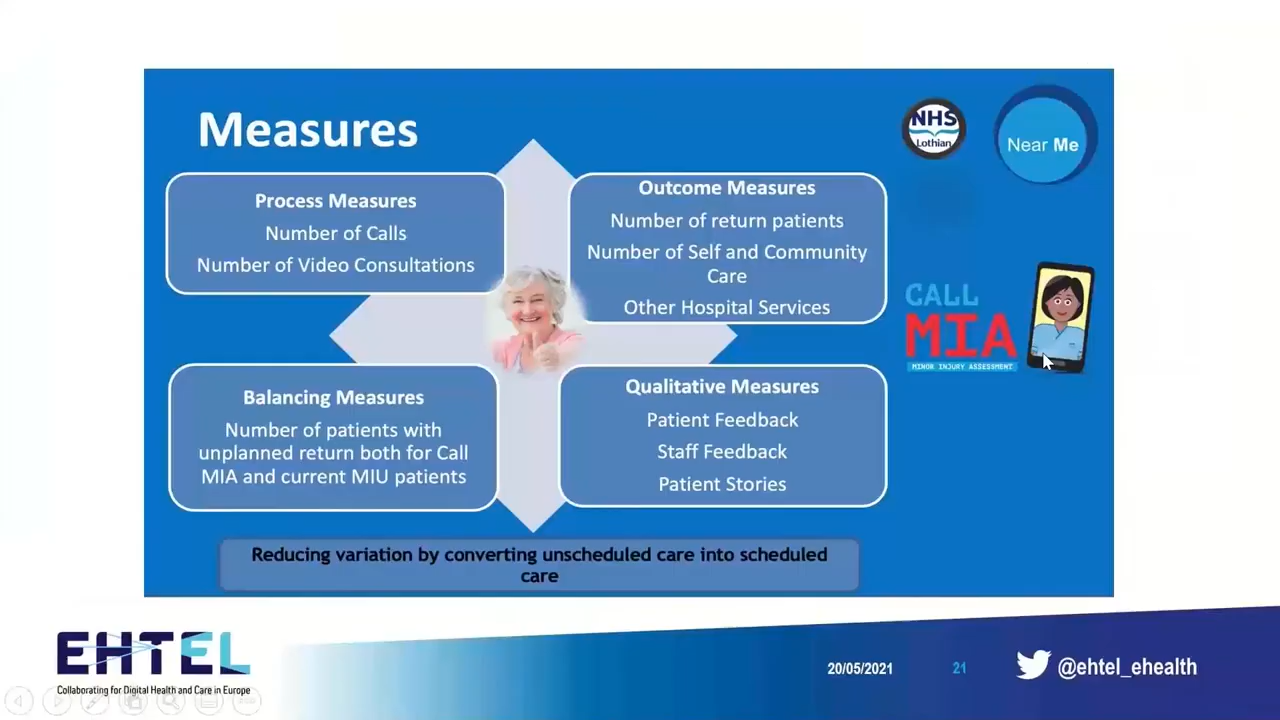 Measures
NHS
Lothian
Near Me
Process Measures
Number of Calls
Number of Video Consultations
Outcome Measures
Number of return patients
Number of Self and Community
Care
Other Hospital Services
CALL
MIA
MINOR INJURY ASSESSMENT
Balancing Measures
Number of patients with
unplanned return both for Call
MIA and current MIU patients
Qualitative Measures
Patient Feedback
Staff Feedback
Patient Stories
Reducing variation by converting unscheduled care into scheduled
care
EHTEL
Collaborating for Digital Health and Care in Europe
20/05/2021
21
@ehtel_ehealth